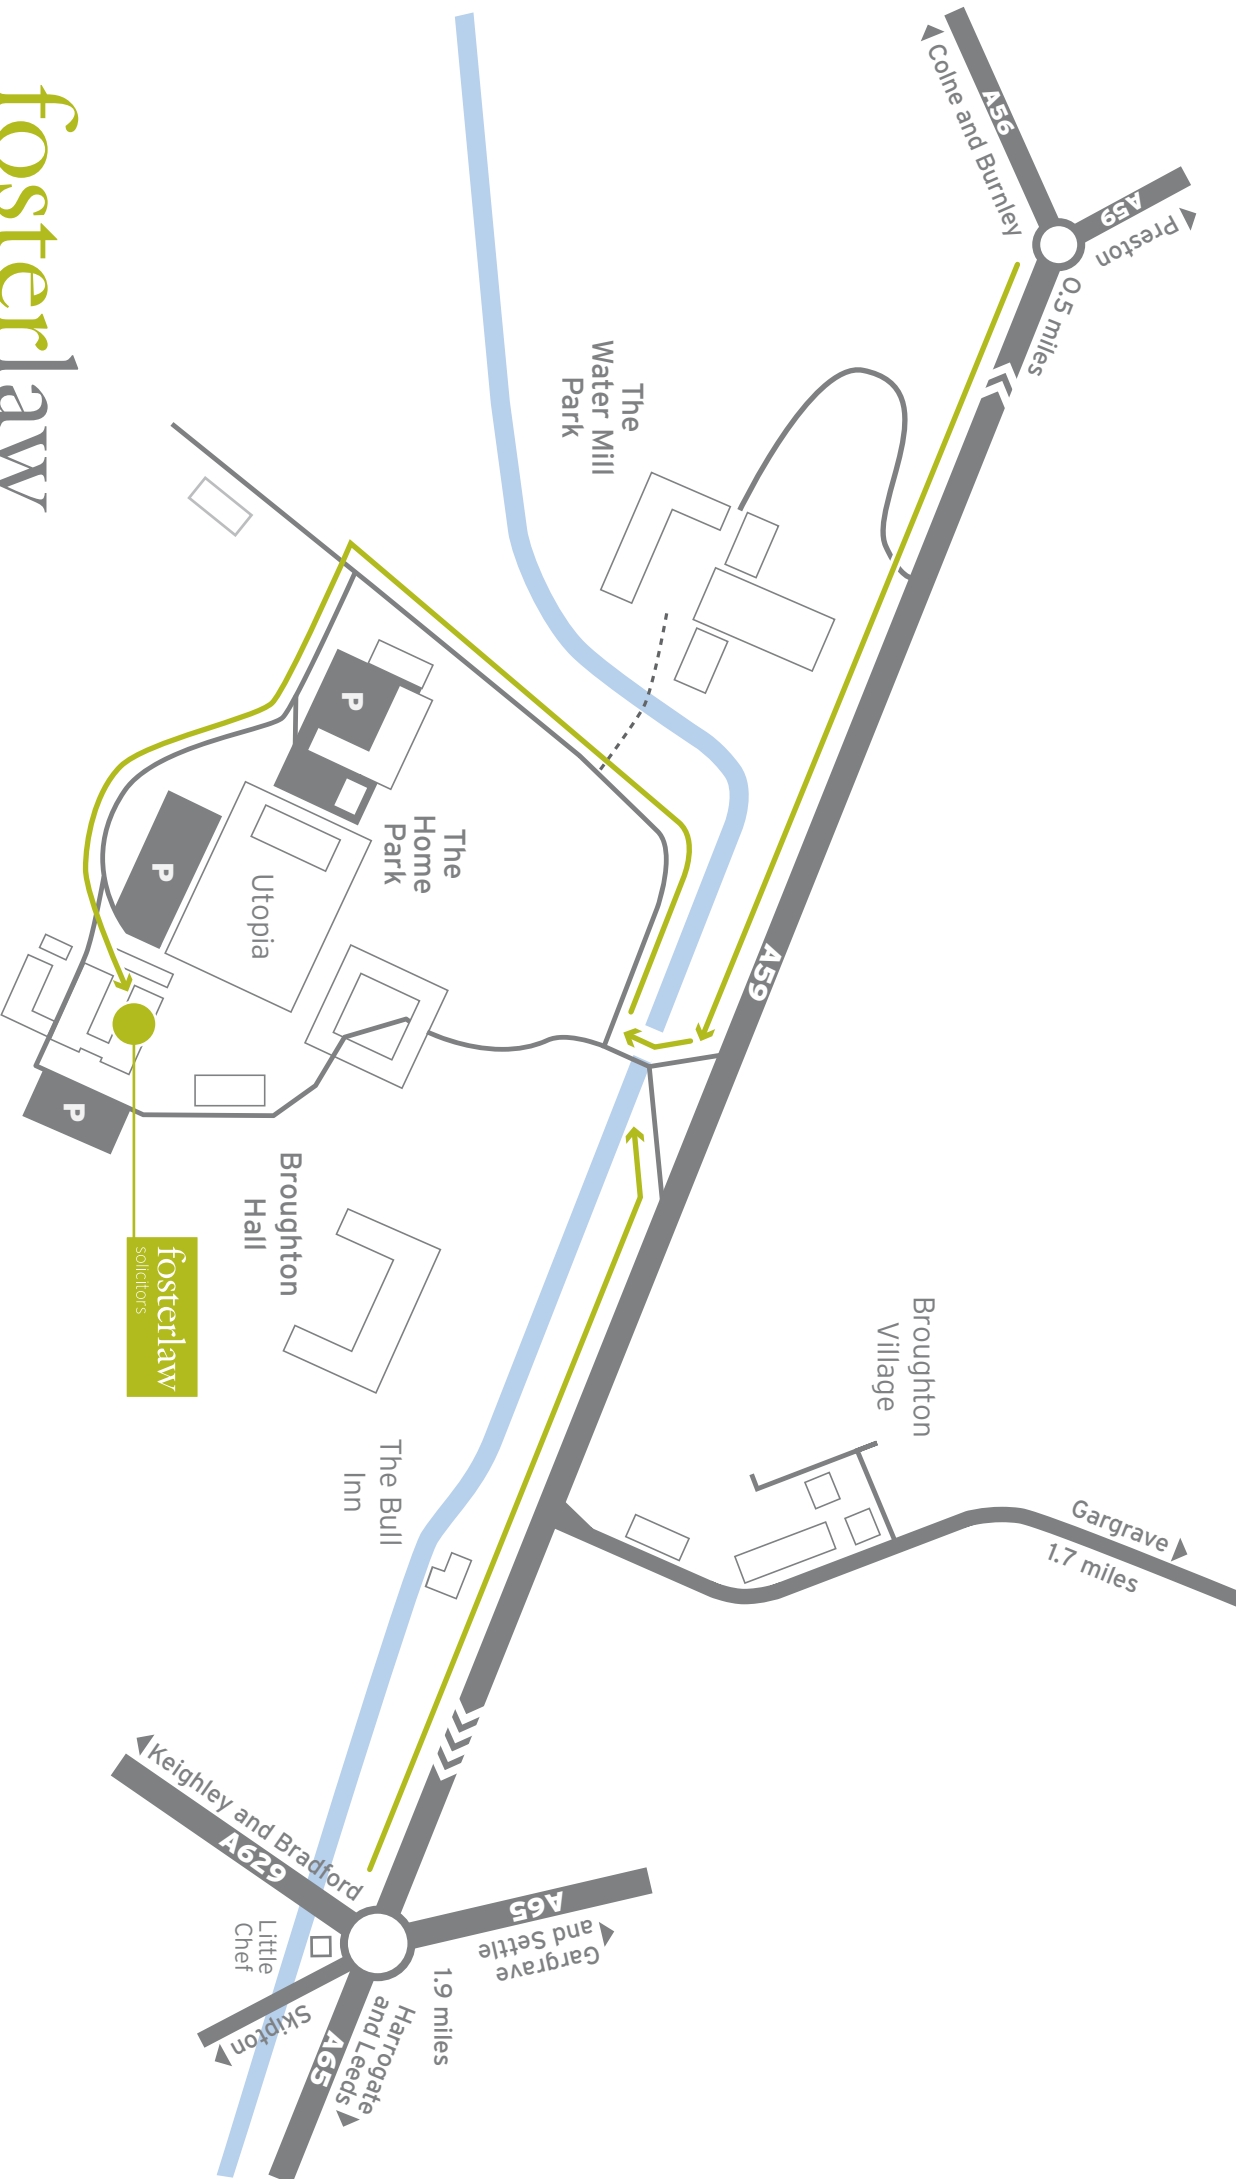 A56
Colne and Burnley
A59
Preston
0.5 miles
The
Water Mill
Park
A59
Broughton
Village
Gargrave
1.7 miles
P
The
Home
Park
Utopia
P
P
Broughton
Hall
The Bull
Inn
fosterlaw
solicitors
Keighley and Bradford
A629
A65
Gargrave
and Settle
1.9 miles
Little
Chef
Skipton
Harrogate
and Leeds
A65
fosterlaw